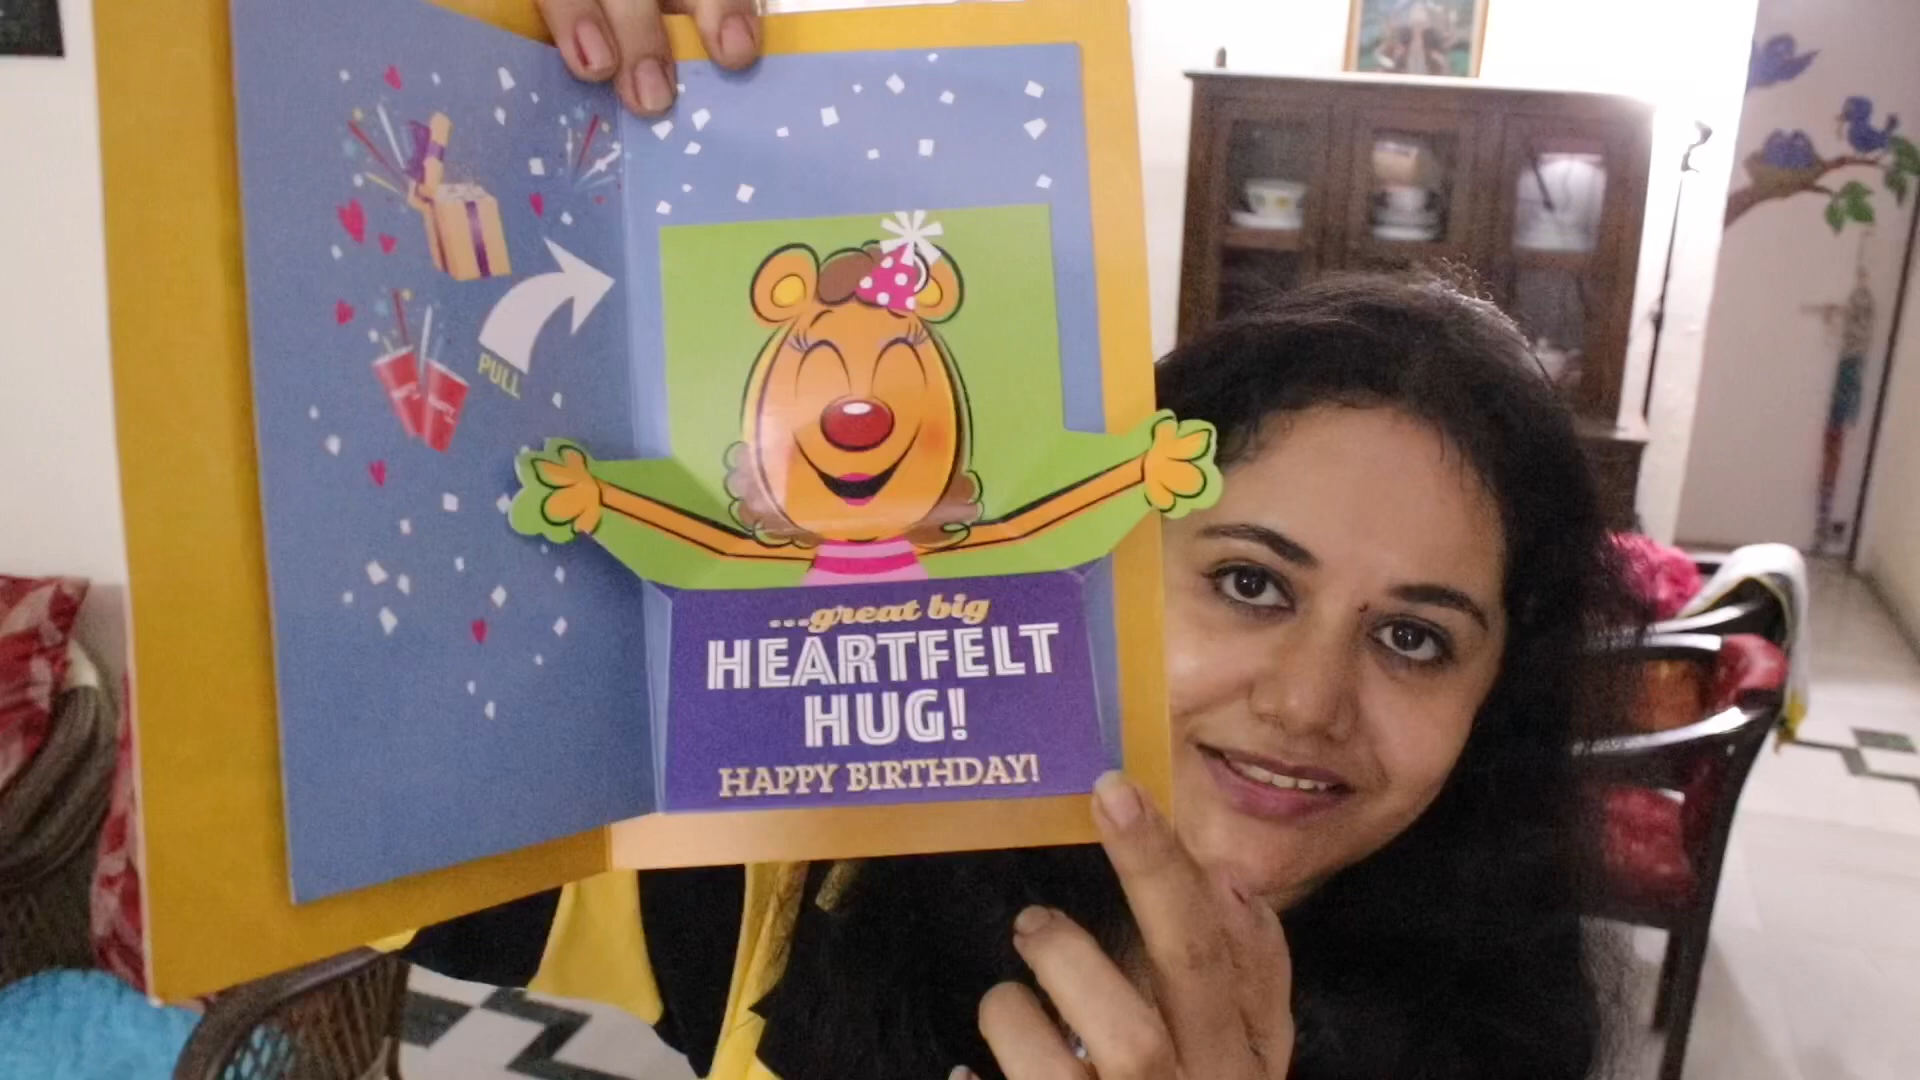 PULL
...great big
HEARTFELT
HUG!
HAPPY BIRTHDAY!